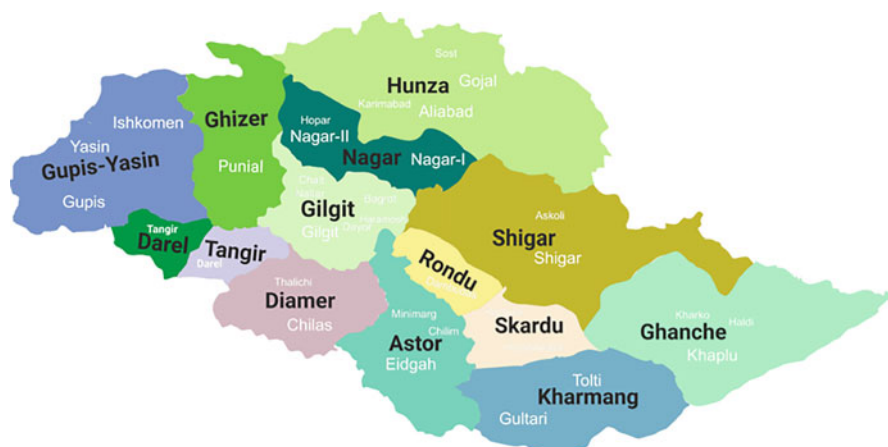 Sost
Hunza
Gojal
Karimabad
Aliabad
Ishkomen
Yasin
Gupis-Yasin
Gupis
Ghizer
Punial
Hopar
Nagar-II
Nagar
Nagar-I
Gilgit
Gilgit
Tangir
Darel
Tangir
Darel
Askoli
Shigar
Shigar
Rondu
Thalichi
Diamer
Chilas
Minimarg
Chilim
Astor
Eidgah
Skardu
Kharko
Haldi
Ghanche
Khaplu
Tolti
Kharmang
Gultari